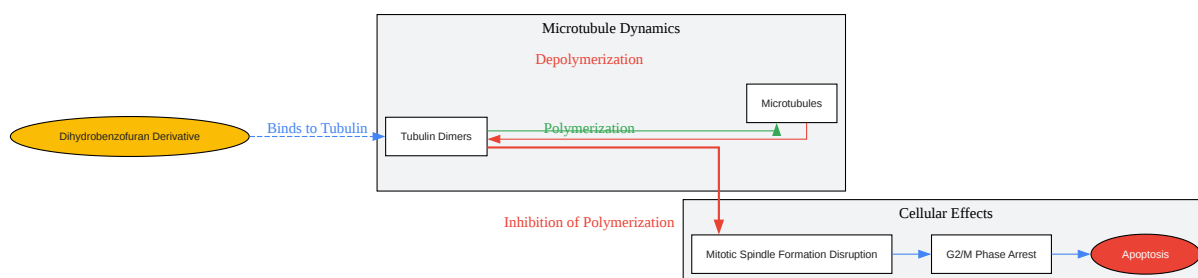 Microtubule Dynamics
Depolymerization
Microtubules
Dihydrobenzofuran Derivative
Binds to Tubulin
Tubulin Dimers
Polymerization
Inhibition of Polymerization
Cellular Effects
Mitotic Spindle Formation Disruption
G2/M Phase Arrest
Apoptosis